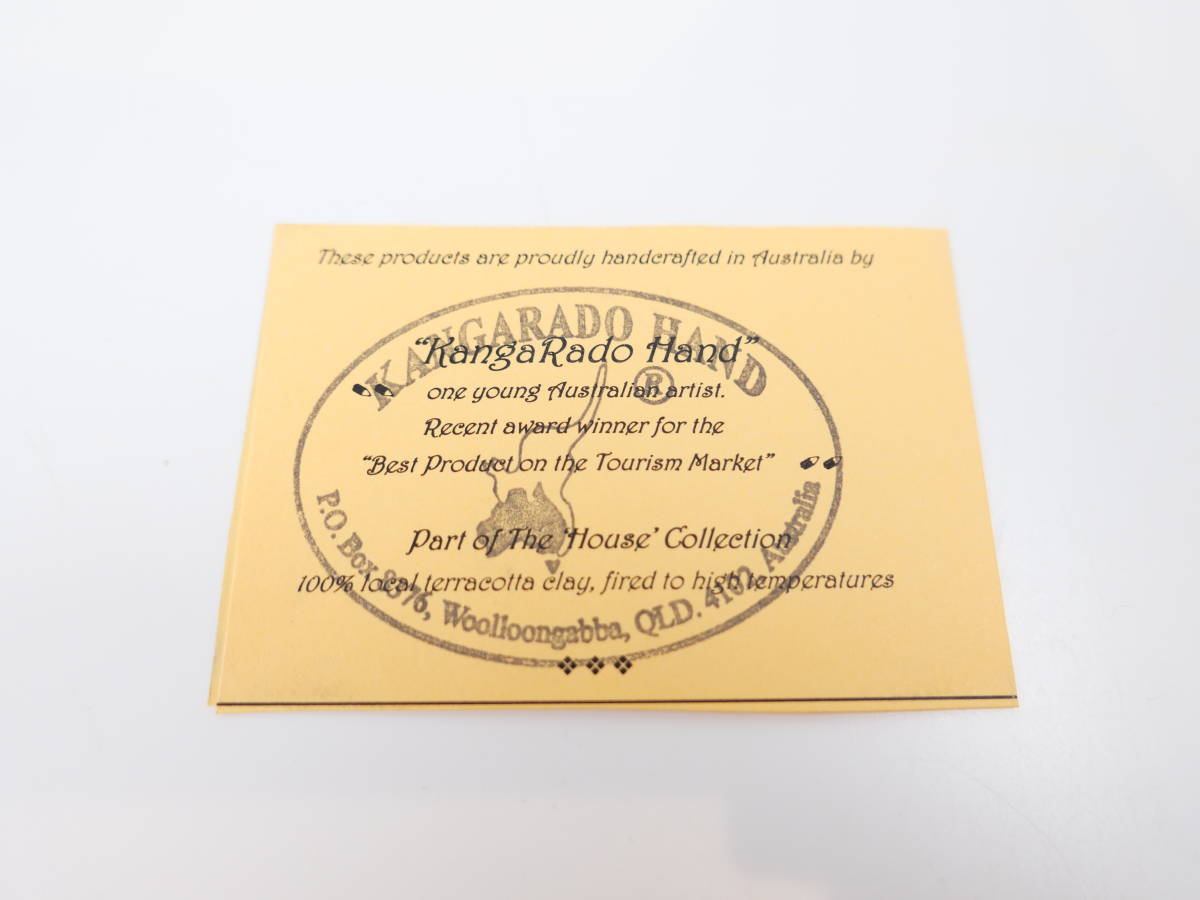 These products are proudly handcrafted in Australia by
"KangaRado Hand"
one young Australian artist.
Recent award winner for the
"Best Product on the Tourism Market"
Part of The 'House' Collection
100% local terracotta clay, fired to high temperatures
KANGARADO HAND
®
P.O. Box Woolloongabba, QLD. 4102, Australia